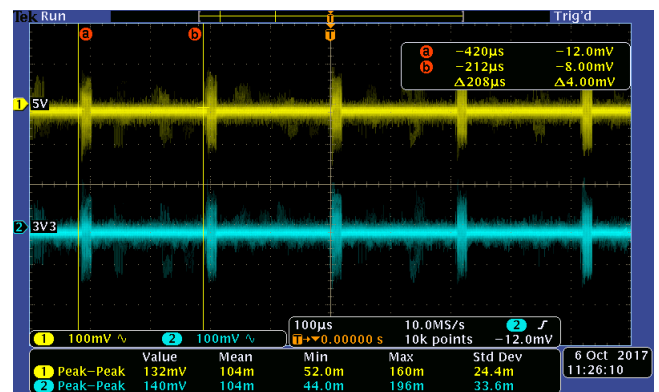 Tek Run Trig'd
a b T
a −420μs −12.0mV
b −212μs −8.00mV
Δ208μs Δ4.00mV
1 5V
2 3V3
1 100mV ∿ 2 100mV ∿
100μs 10.0MS/s 2 ʃ
T→▼0.00000 s 10k points −12.0mV
Value Mean Min Max Std Dev
1 Peak–Peak 132mV 104m 52.0m 160m 24.4m
2 Peak–Peak 140mV 104m 44.0m 196m 33.6m
6 Oct 2017
11:26:10